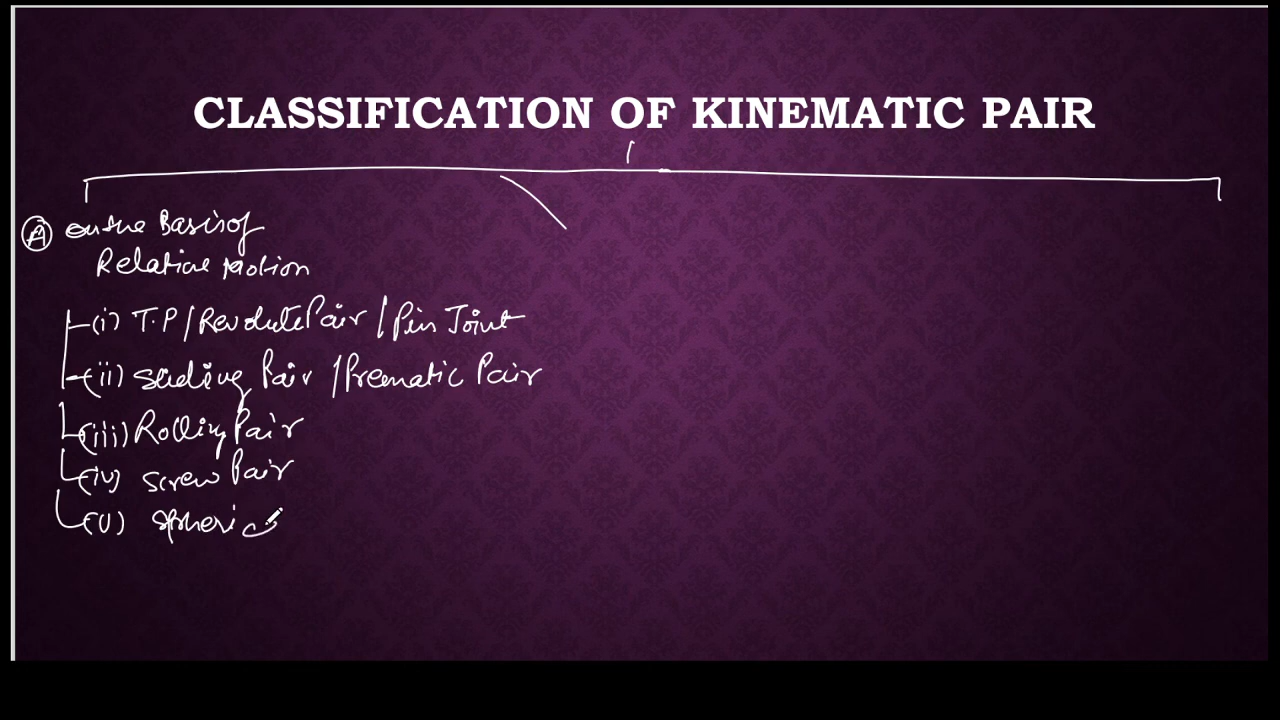 CLASSIFICATION OF KINEMATIC PAIR
(A) on the Basis of
Relative Motion
(i) T.P / Revolute Pair / Pin Joint
(ii) Sliding Pair / Prematic Pair
(iii) Rolling Pair
(iv) Screw Pair
(v) Spheric